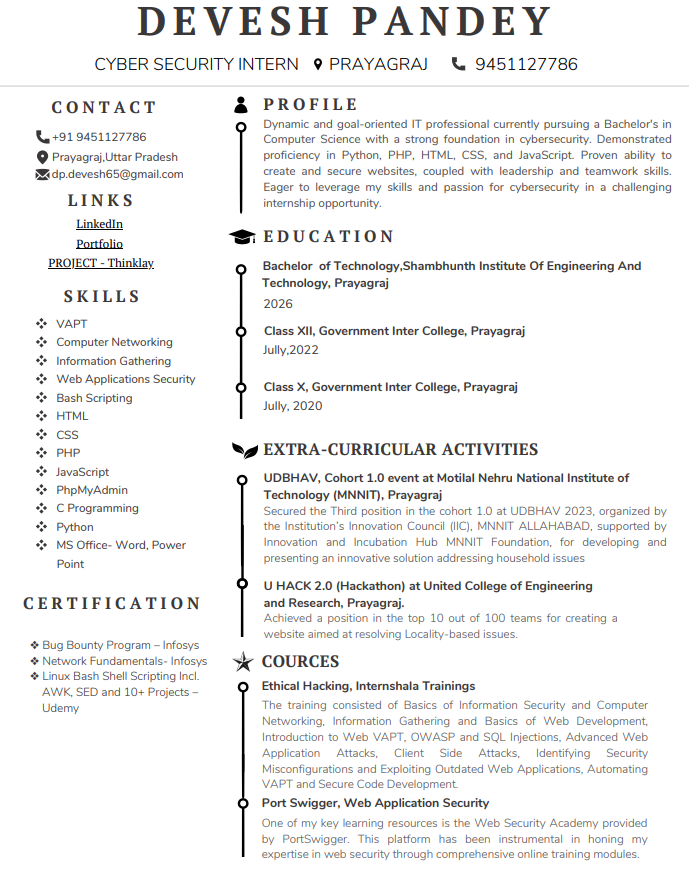 DEVESH PANDEY
CYBER SECURITY INTERN PRAYAGRAJ 9451127786
CONTACT
+91 9451127786
Prayagraj,Uttar Pradesh
dp.devesh65@gmail.com
LINKS
LinkedIn
Portfolio
PROJECT - Thinklay
SKILLS
VAPT
Computer Networking
Information Gathering
Web Applications Security
Bash Scripting
HTML
CSS
PHP
JavaScript
PhpMyAdmin
C Programming
Python
MS Office- Word, Power
Point
CERTIFICATION
Bug Bounty Program – Infosys
Network Fundamentals- Infosys
Linux Bash Shell Scripting Incl.
AWK, SED and 10+ Projects –
Udemy
PROFILE
Dynamic and goal-oriented IT professional currently pursuing a Bachelor's in
Computer Science with a strong foundation in cybersecurity. Demonstrated
proficiency in Python, PHP, HTML, CSS, and JavaScript. Proven ability to
create and secure websites, coupled with leadership and teamwork skills.
Eager to leverage my skills and passion for cybersecurity in a challenging
internship opportunity.
EDUCATION
Bachelor of Technology,Shambhunth Institute Of Engineering And
Technology, Prayagraj
2026
Class XII, Government Inter College, Prayagraj
Jully,2022
Class X, Government Inter College, Prayagraj
Jully, 2020
EXTRA-CURRICULAR ACTIVITIES
UDBHAV, Cohort 1.0 event at Motilal Nehru National Institute of
Technology (MNNIT), Prayagraj
Secured the Third position in the cohort 1.0 at UDBHAV 2023, organized by
the Institution's Innovation Council (IIC), MNNIT ALLAHABAD, supported by
Innovation and Incubation Hub MNNIT Foundation, for developing and
presenting an innovative solution addressing household issues
U HACK 2.0 (Hackathon) at United College of Engineering
and Research, Prayagraj.
Achieved a position in the top 10 out of 100 teams for creating a
website aimed at resolving Locality-based issues.
COURCES
Ethical Hacking, Internshala Trainings
The training consisted of Basics of Information Security and Computer
Networking, Information Gathering and Basics of Web Development,
Introduction to Web VAPT, OWASP and SQL Injections, Advanced Web
Application Attacks, Client Side Attacks, Identifying Security
Misconfigurations and Exploiting Outdated Web Applications, Automating
VAPT and Secure Code Development.
Port Swigger, Web Application Security
One of my key learning resources is the Web Security Academy provided
by PortSwigger. This platform has been instrumental in honing my
expertise in web security through comprehensive online training modules.